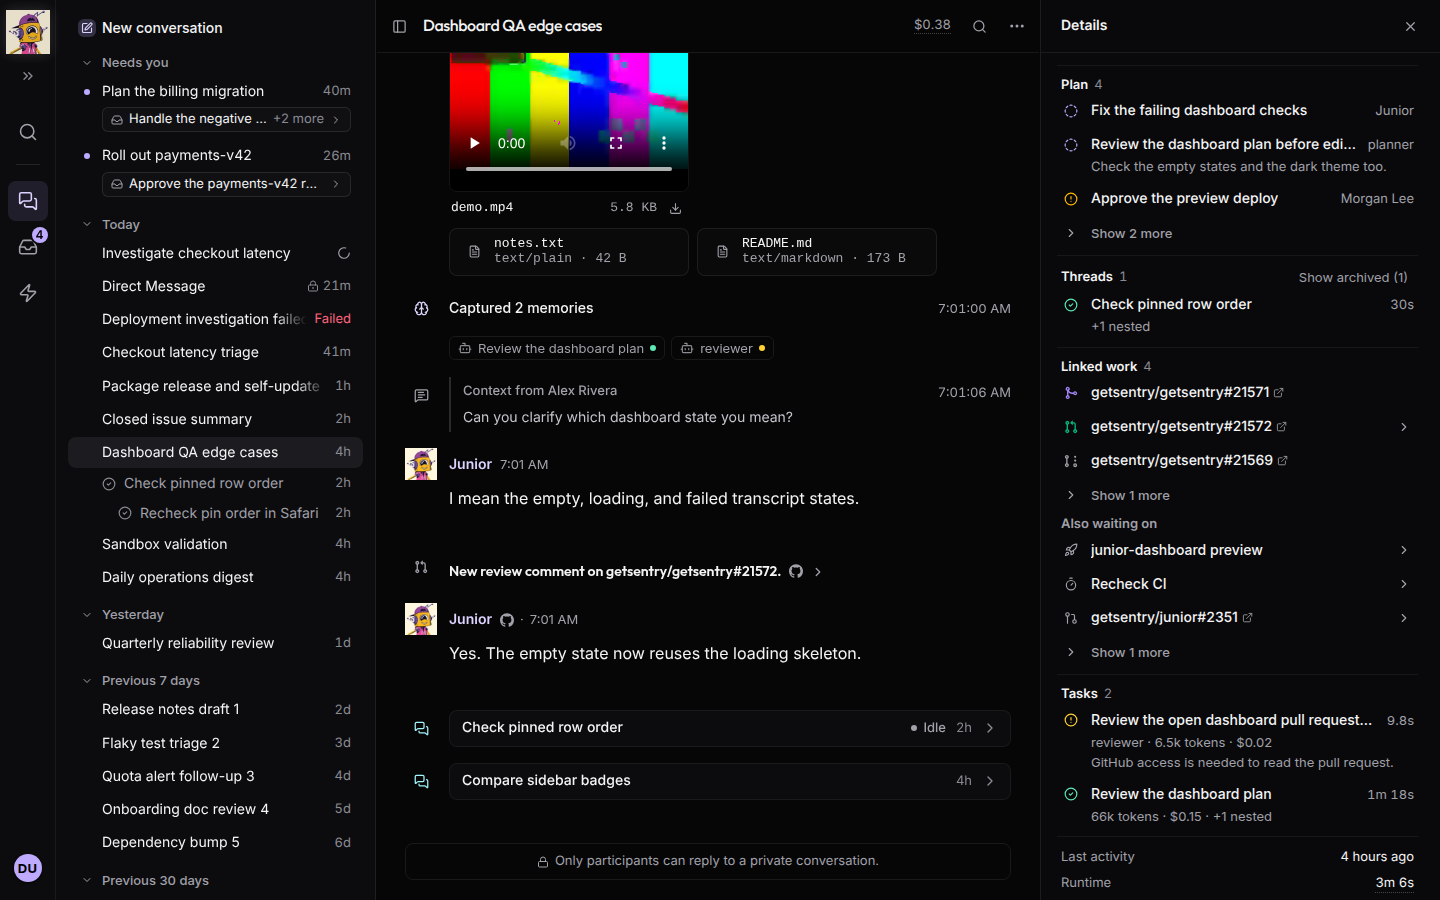 New conversation
Needs you
Plan the billing migration 40m
Handle the negative ... +2 more
Roll out payments-v42 26m
Approve the payments-v42 r...
Today
Investigate checkout latency
Direct Message 21m
Deployment investigation failed Failed
Checkout latency triage 41m
Package release and self-update 1h
Closed issue summary 2h
Dashboard QA edge cases 4h
Check pinned row order 2h
Recheck pin order in Safari 2h
Sandbox validation 4h
Daily operations digest 4h
Yesterday
Quarterly reliability review 1d
Previous 7 days
Release notes draft 1 2d
Flaky test triage 2 3d
Quota alert follow-up 3 4d
Onboarding doc review 4 5d
Dependency bump 5 6d
Previous 30 days
4
DU
Dashboard QA edge cases $0.38
0:00
demo.mp4 5.8 KB
notes.txt
text/plain · 42 B
README.md
text/markdown · 173 B
Captured 2 memories 7:01:00 AM
Review the dashboard plan
reviewer
Context from Alex Rivera 7:01:06 AM
Can you clarify which dashboard state you mean?
Junior 7:01 AM
I mean the empty, loading, and failed transcript states.
New review comment on getsentry/getsentry#21572.
Junior · 7:01 AM
Yes. The empty state now reuses the loading skeleton.
Check pinned row order Idle 2h
Compare sidebar badges 4h
Only participants can reply to a private conversation.
Details
Plan 4
Fix the failing dashboard checks Junior
Review the dashboard plan before edi... planner
Check the empty states and the dark theme too.
Approve the preview deploy Morgan Lee
Show 2 more
Threads 1 Show archived (1)
Check pinned row order 30s
+1 nested
Linked work 4
getsentry/getsentry#21571
getsentry/getsentry#21572
getsentry/getsentry#21569
Show 1 more
Also waiting on
junior-dashboard preview
Recheck CI
getsentry/junior#2351
Show 1 more
Tasks 2
Review the open dashboard pull request... 9.8s
reviewer · 6.5k tokens · $0.02
GitHub access is needed to read the pull request.
Review the dashboard plan 1m 18s
66k tokens · $0.15 · +1 nested
Last activity 4 hours ago
Runtime 3m 6s